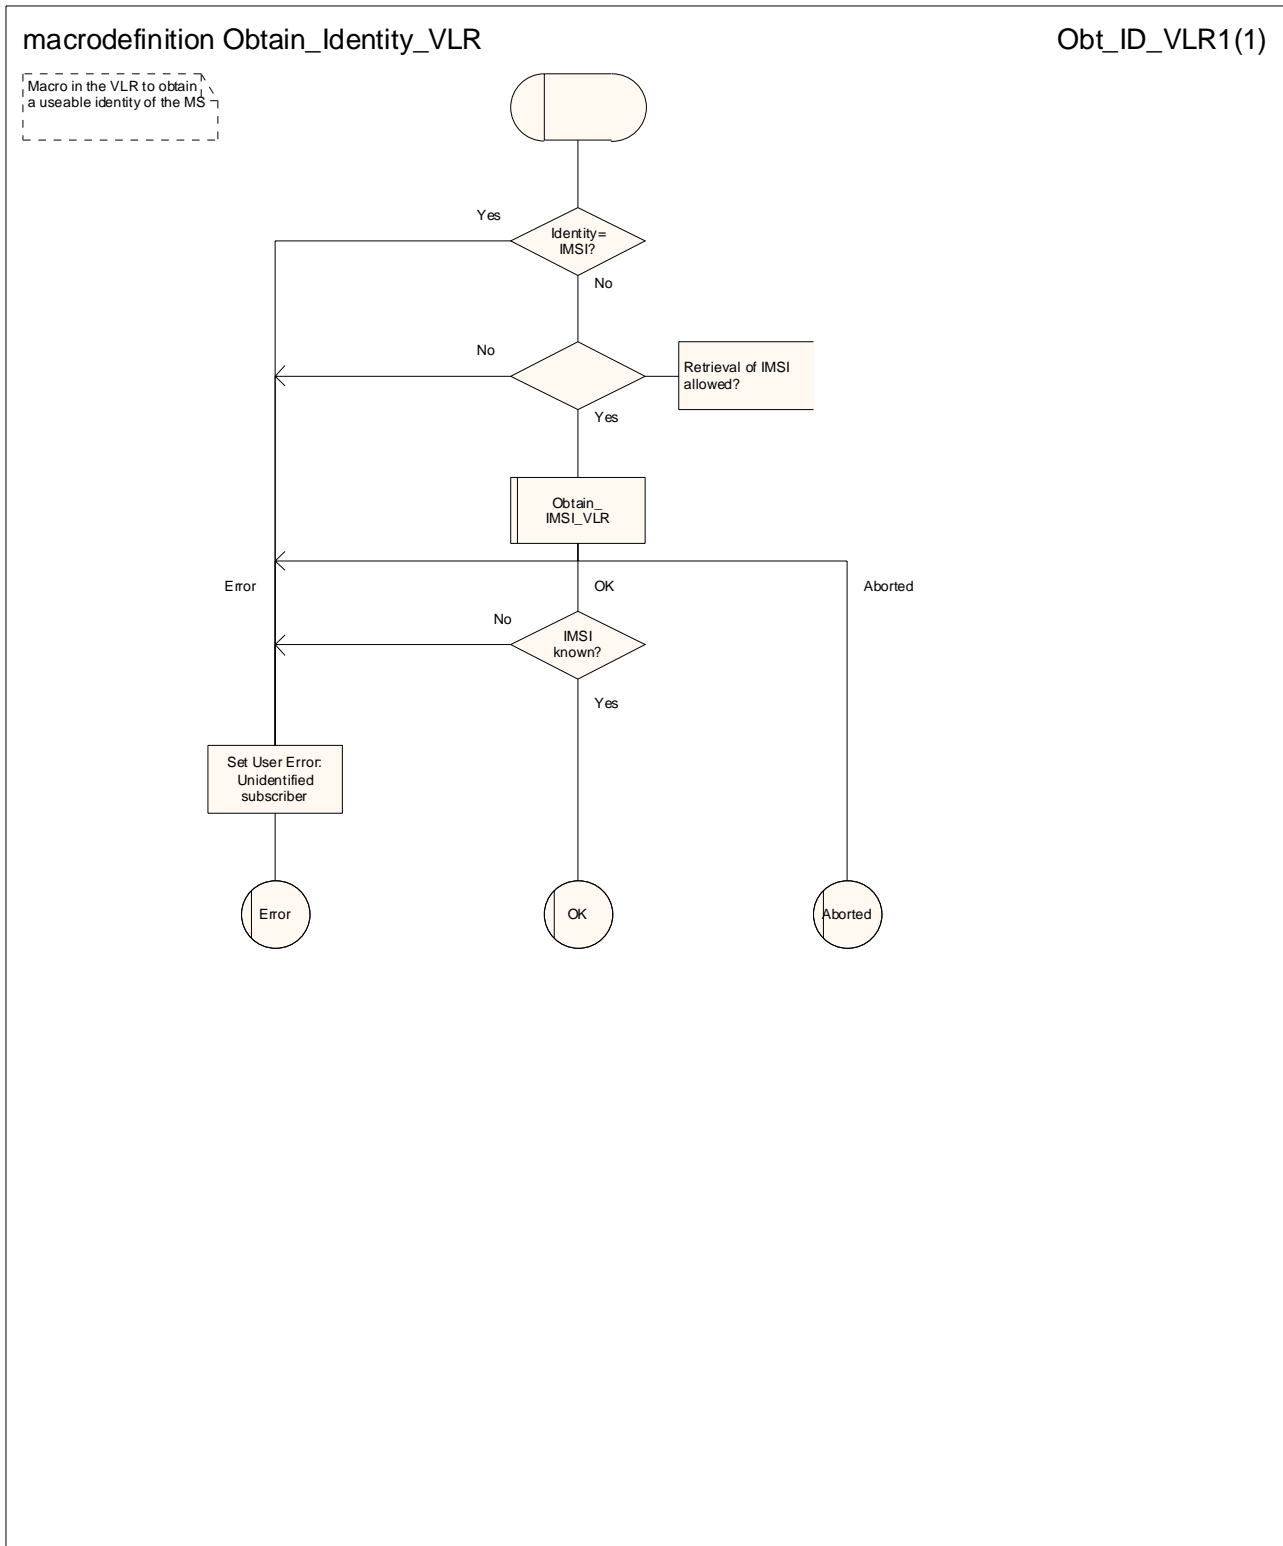 macrodefinition Obtain_Identity_VLR
Obt_ID_VLR1(1)
Macro in the VLR to obtain
a useable identity of the MS
Yes
Identity=
IMSI?
No
No
Retrieval of IMSI
allowed?
Yes
Obtain_
IMSI_VLR
Error
OK
Aborted
No
IMSI
known?
Yes
Set User Error:
Unidentified
subscriber
Error
OK
Aborted